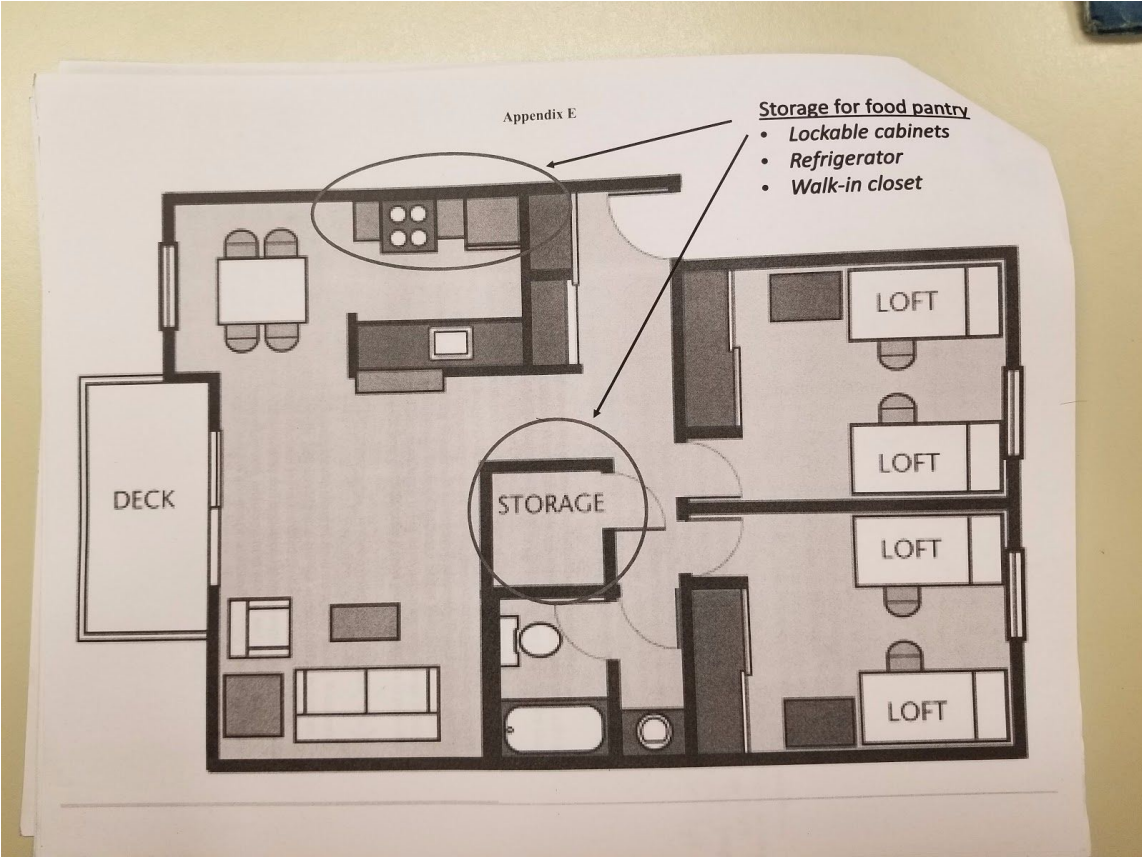 Appendix E
Storage for food pantry
• Lockable cabinets
• Refrigerator
• Walk-in closet
LOFT
LOFT
DECK
STORAGE
LOFT
LOFT